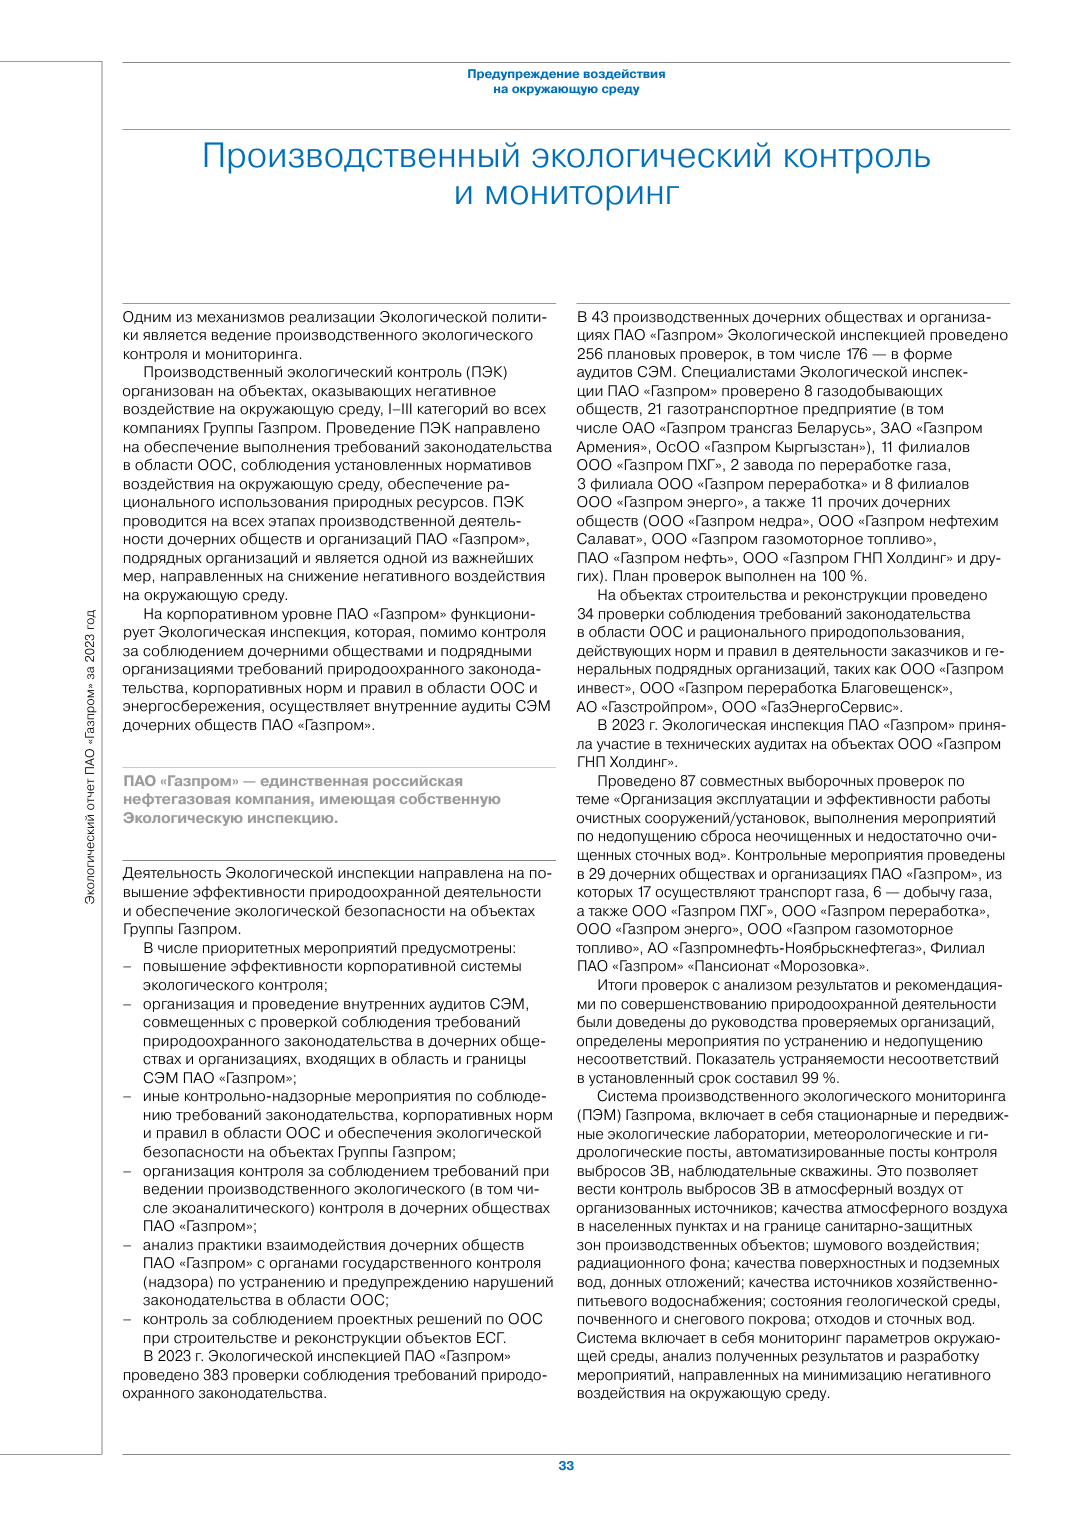 Предупреждение воздействия
на окружающую среду
Производственный экологический контроль
и мониторинг
Одним из механизмов реализации Экологической полити-
ки является ведение производственного экологического
контроля и мониторинга.
Производственный экологический контроль (ПЭК)
организован на объектах, оказывающих негативное
воздействие на окружающую среду, I–III категорий во всех
компаниях Группы Газпром. Проведение ПЭК направлено
на обеспечение выполнения требований законодательства
в области ООС, соблюдения установленных нормативов
воздействия на окружающую среду, обеспечение ра-
ционального использования природных ресурсов. ПЭК
проводится на всех этапах производственной деятель-
ности дочерних обществ и организаций ПАО «Газпром»,
подрядных организаций и является одной из важнейших
мер, направленных на снижение негативного воздействия
на окружающую среду.
На корпоративном уровне ПАО «Газпром» функциони-
рует Экологическая инспекция, которая, помимо контроля
за соблюдением дочерними обществами и подрядными
организациями требований природоохранного законода-
тельства, корпоративных норм и правил в области ООС и
энергосбережения, осуществляет внутренние аудиты СЭМ
дочерних обществ ПАО «Газпром».
ПАО «Газпром» — единственная российская
нефтегазовая компания, имеющая собственную
Экологическую инспекцию.
Деятельность Экологической инспекции направлена на по-
вышение эффективности природоохранной деятельности
и обеспечение экологической безопасности на объектах
Группы Газпром.
В числе приоритетных мероприятий предусмотрены:
– повышение эффективности корпоративной системы
экологического контроля;
– организация и проведение внутренних аудитов СЭМ,
совмещенных с проверкой соблюдения требований
природоохранного законодательства в дочерних обще-
ствах и организациях, входящих в область и границы
СЭМ ПАО «Газпром»;
– иные контрольно-надзорные мероприятия по соблюде-
нию требований законодательства, корпоративных норм
и правил в области ООС и обеспечения экологической
безопасности на объектах Группы Газпром;
– организация контроля за соблюдением требований при
ведении производственного экологического (в том чи-
сле экоаналитического) контроля в дочерних обществах
ПАО «Газпром»;
– анализ практики взаимодействия дочерних обществ
ПАО «Газпром» с органами государственного контроля
(надзора) по устранению и предупреждению нарушений
законодательства в области ООС;
– контроль за соблюдением проектных решений по ООС
при строительстве и реконструкции объектов ЕСГ.
В 2023 г. Экологической инспекцией ПАО «Газпром»
проведено 383 проверки соблюдения требований природо-
охранного законодательства.
В 43 производственных дочерних обществах и организа-
циях ПАО «Газпром» Экологической инспекцией проведено
256 плановых проверок, в том числе 176 — в форме
аудитов СЭМ. Специалистами Экологической инспек-
ции ПАО «Газпром» проверено 8 газодобывающих
обществ, 21 газотранспортное предприятие (в том
числе ОАО «Газпром трансгаз Беларусь», ЗАО «Газпром
Армения», ОсОО «Газпром Кыргызстан»), 11 филиалов
ООО «Газпром ПХГ», 2 завода по переработке газа,
3 филиала ООО «Газпром переработка» и 8 филиалов
ООО «Газпром энерго», а также 11 прочих дочерних
обществ (ООО «Газпром недра», ООО «Газпром нефтехим
Салават», ООО «Газпром газомоторное топливо»,
ПАО «Газпром нефть», ООО «Газпром ГНП Холдинг» и дру-
гих). План проверок выполнен на 100 %.
На объектах строительства и реконструкции проведено
34 проверки соблюдения требований законодательства
в области ООС и рационального природопользования,
действующих норм и правил в деятельности заказчиков и ге-
неральных подрядных организаций, таких как ООО «Газпром
инвест», ООО «Газпром переработка Благовещенск»,
АО «Газстройпром», ООО «ГазЭнергоСервис».
В 2023 г. Экологическая инспекция ПАО «Газпром» приня-
ла участие в технических аудитах на объектах ООО «Газпром
ГНП Холдинг».
Проведено 87 совместных выборочных проверок по
теме «Организация эксплуатации и эффективности работы
очистных сооружений/установок, выполнения мероприятий
по недопущению сброса неочищенных и недостаточно очи-
щенных сточных вод». Контрольные мероприятия проведены
в 29 дочерних обществах и организациях ПАО «Газпром», из
которых 17 осуществляют транспорт газа, 6 — добычу газа,
а также ООО «Газпром ПХГ», ООО «Газпром переработка»,
ООО «Газпром энерго», ООО «Газпром газомоторное
топливо», АО «Газпромнефть-Ноябрьскнефтегаз», Филиал
ПАО «Газпром» «Пансионат «Морозовка».
Итоги проверок с анализом результатов и рекомендация-
ми по совершенствованию природоохранной деятельности
были доведены до руководства проверяемых организаций,
определены мероприятия по устранению и недопущению
несоответствий. Показатель устраняемости несоответствий
в установленный срок составил 99 %.
Система производственного экологического мониторинга
(ПЭМ) Газпрома, включает в себя стационарные и передвиж-
ные экологические лаборатории, метеорологические и ги-
дрологические посты, автоматизированные посты контроля
выбросов ЗВ, наблюдательные скважины. Это позволяет
вести контроль выбросов ЗВ в атмосферный воздух от
организованных источников; качества атмосферного воздуха
в населенных пунктах и на границе санитарно-защитных
зон производственных объектов; шумового воздействия;
радиационного фона; качества поверхностных и подземных
вод, донных отложений; качества источников хозяйственно-
питьевого водоснабжения; состояния геологической среды,
почвенного и снегового покрова; отходов и сточных вод.
Система включает в себя мониторинг параметров окружаю-
щей среды, анализ полученных результатов и разработку
мероприятий, направленных на минимизацию негативного
воздействия на окружающую среду.
Экологический отчет ПАО «Газпром» за 2023 год
33